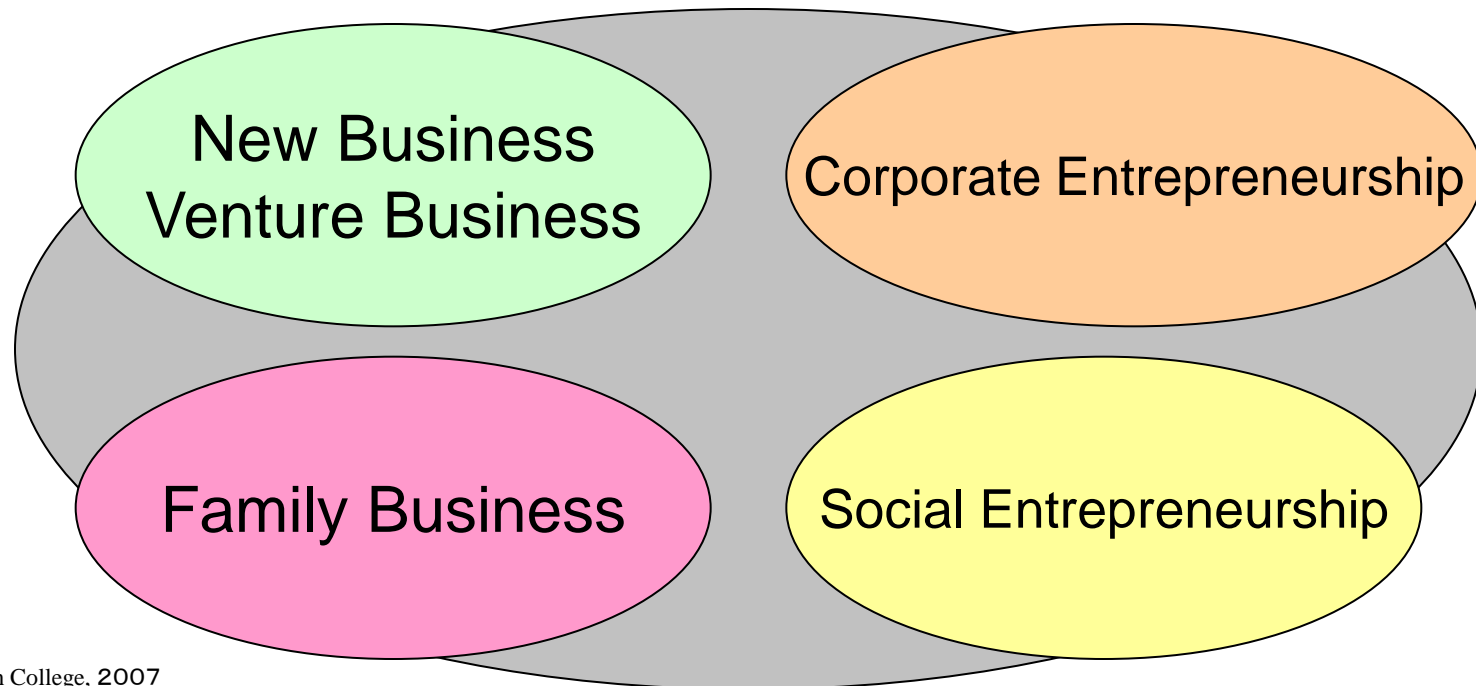 New Business
Venture Business
Corporate Entrepreneurship
Family Business
Social Entrepreneurship
College, 2007